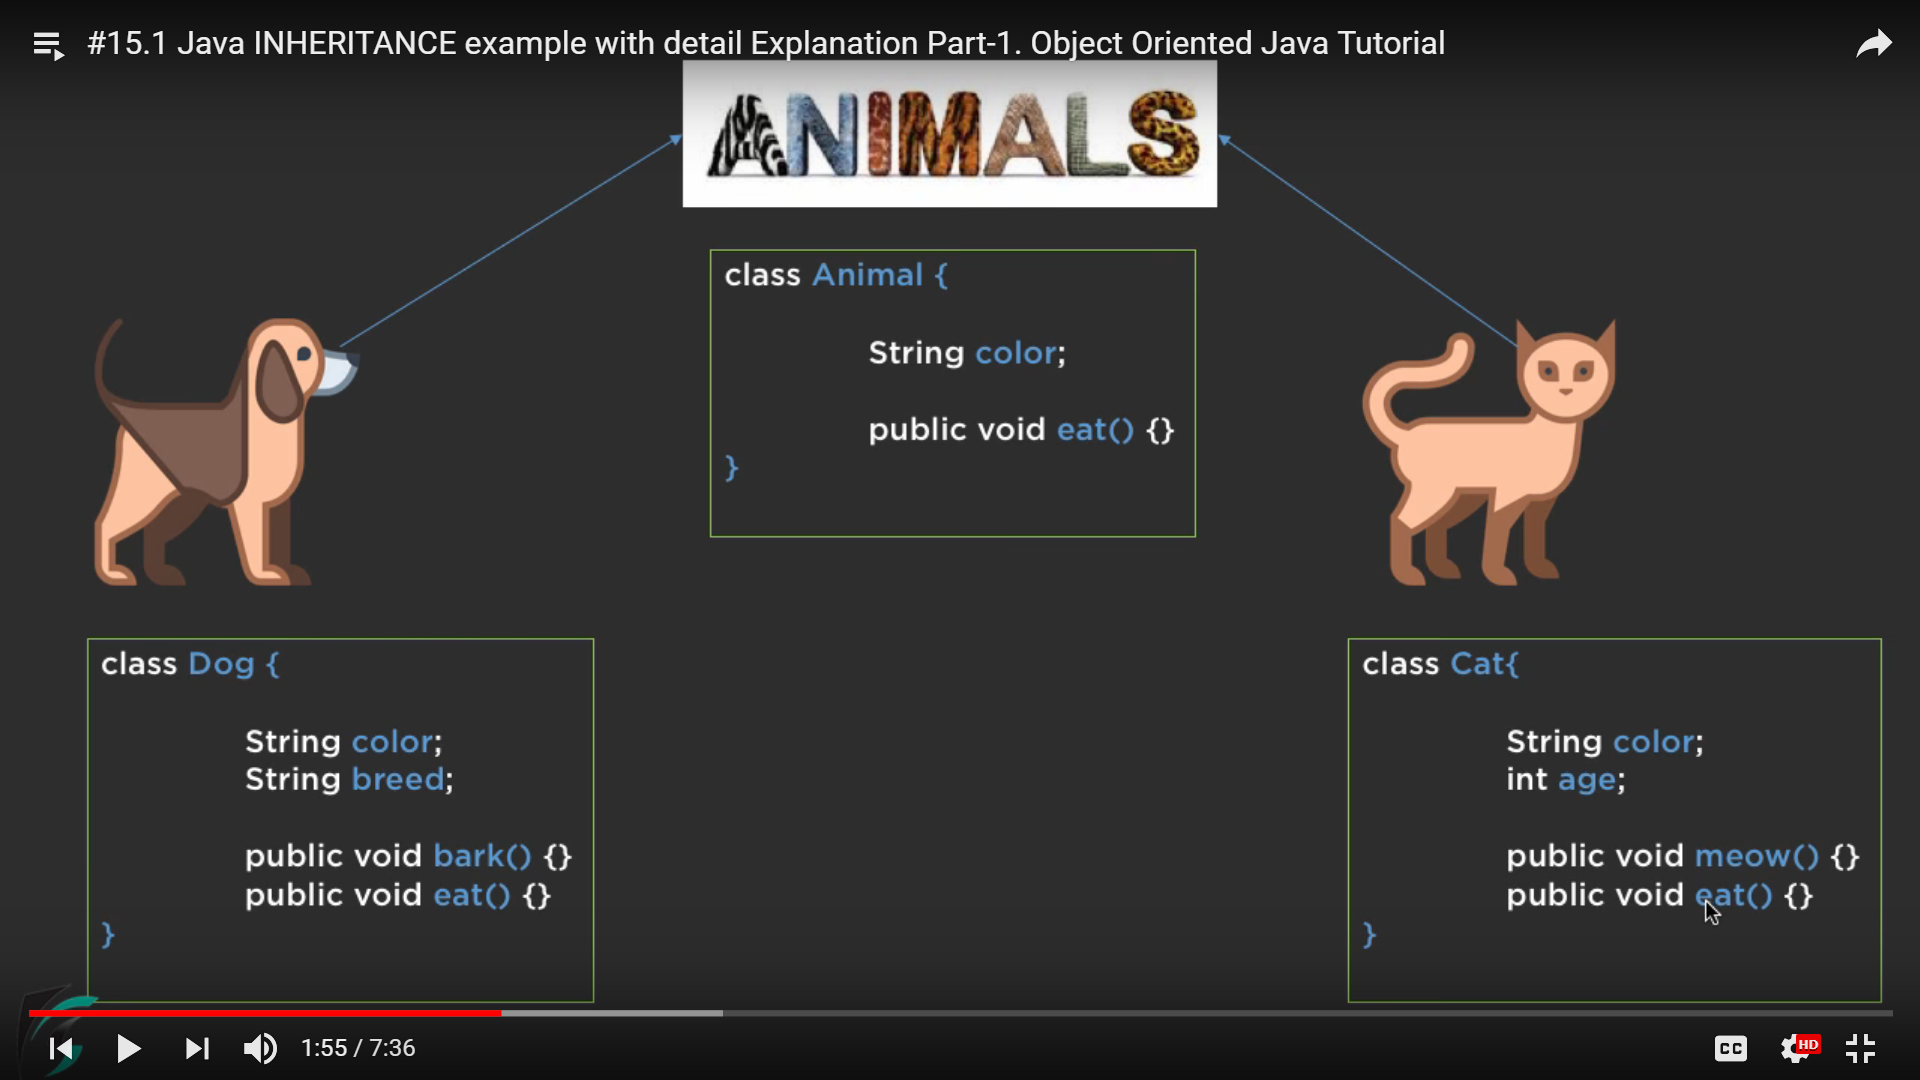 #15.1 Java INHERITANCE example with detail Explanation Part-1. Object Oriented Java Tutorial
ANIMALS
class Animal {
String color;
public void eat() {}
}
class Dog {
String color;
String breed;
public void bark() {}
public void eat() {}
}
class Cat{
String color;
int age;
public void meow() {}
public void eat() {}
}
1:55 / 7:36
CC
HD